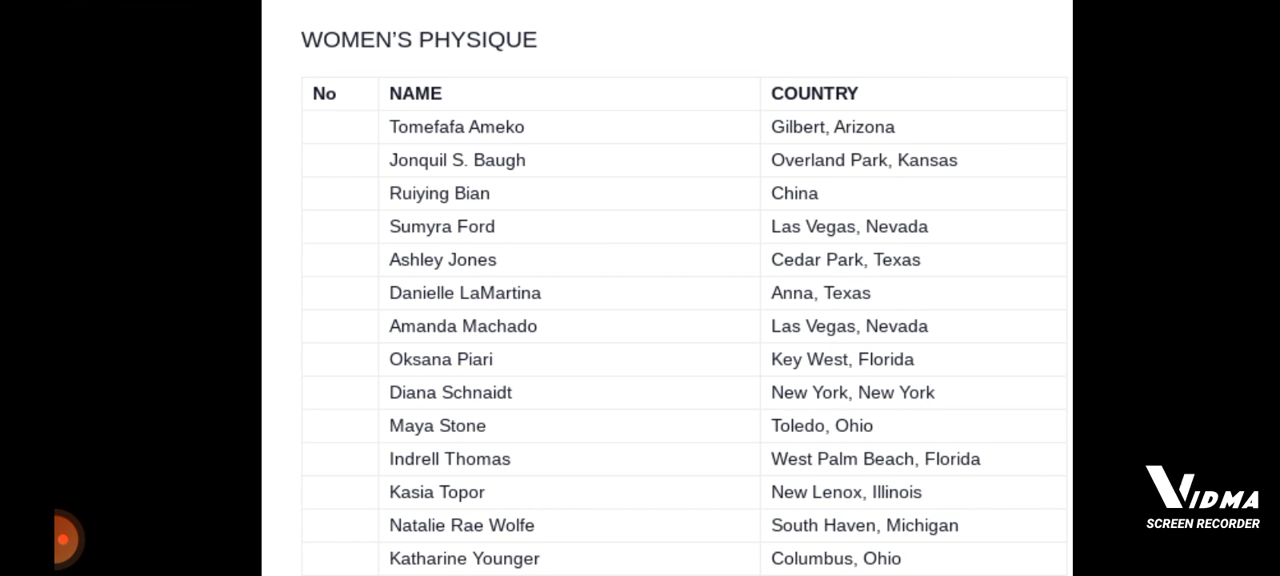 WOMEN’S PHYSIQUE
No NAME COUNTRY
Tomefafa Ameko Gilbert, Arizona
Jonquil S. Baugh Overland Park, Kansas
Ruiying Bian China
Sumyra Ford Las Vegas, Nevada
Ashley Jones Cedar Park, Texas
Danielle LaMartina Anna, Texas
Amanda Machado Las Vegas, Nevada
Oksana Piari Key West, Florida
Diana Schnaidt New York, New York
Maya Stone Toledo, Ohio
Indrell Thomas West Palm Beach, Florida
Kasia Topor New Lenox, Illinois
Natalie Rae Wolfe South Haven, Michigan
Katharine Younger Columbus, Ohio
VIDMA
SCREEN RECORDER